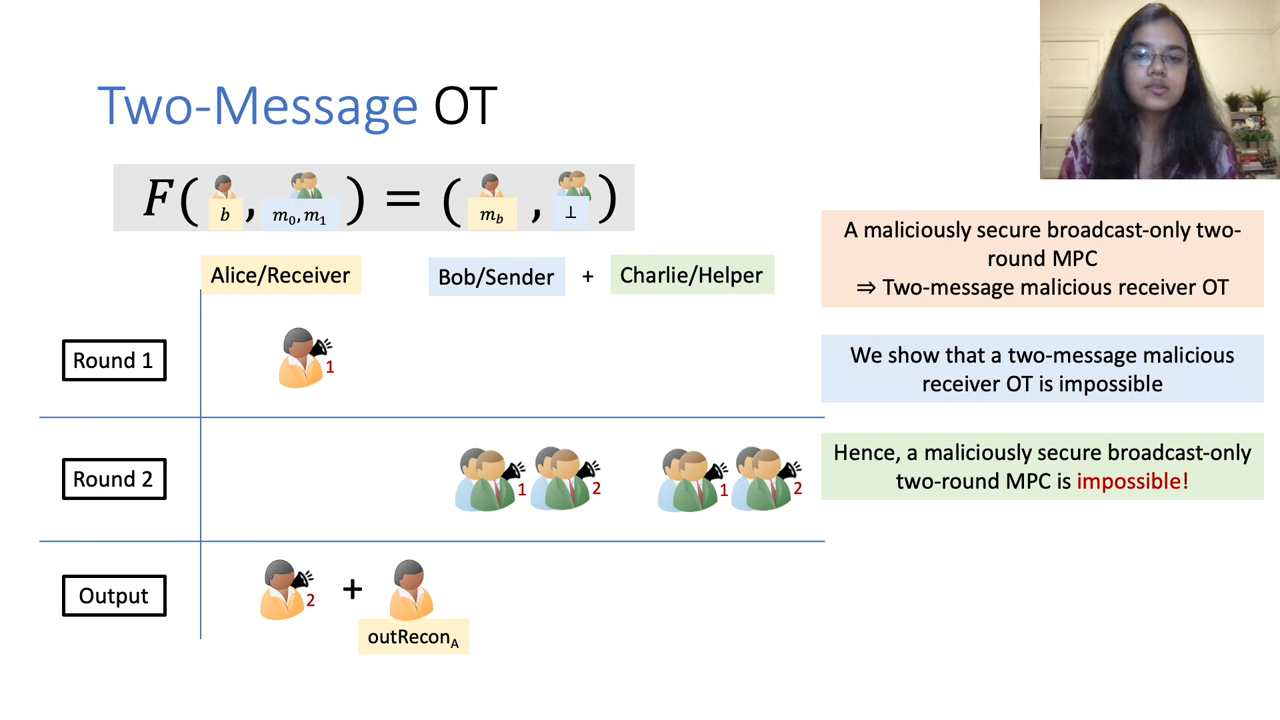 Two-Message OT
F( b , m₀, m₁ ) = ( m_b , ⊥ )
Alice/Receiver
Bob/Sender + Charlie/Helper
Round 1
1
Round 2
1 2 1 2
Output
2 +
outRecon_A
A maliciously secure broadcast-only two-
round MPC
⇒ Two-message malicious receiver OT
We show that a two-message malicious
receiver OT is impossible
Hence, a maliciously secure broadcast-only
two-round MPC is impossible!